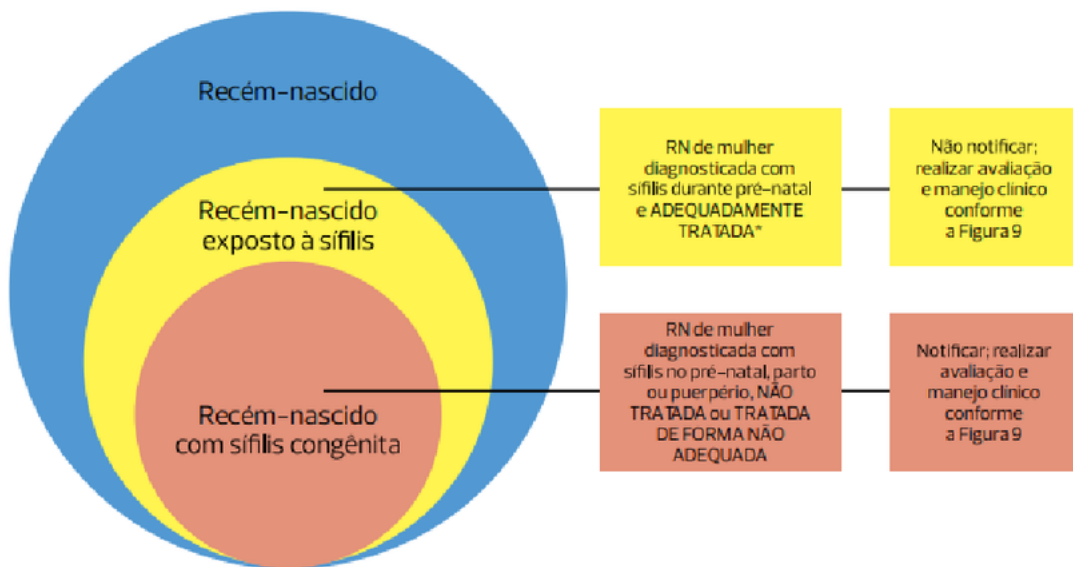 Recém-nascido
Recém-nascido
exposto à sífilis
Recém-nascido
com sífilis congênita
RN de mulher
diagnosticada com
sífilis durante pré-natal
e ADEQUADAMENTE
TRATADA*
Não notificar;
realizar avaliação
e manejo clínico
conforme
a Figura 9
RN de mulher
diagnosticada com
sífilis no pré-natal, parto
ou puerpério, NÃO
TRATADA ou TRATADA
DE FORMA NÃO
ADEQUADA
Notificar; realizar
avaliação e
manejo clínico
conforme
a Figura 9